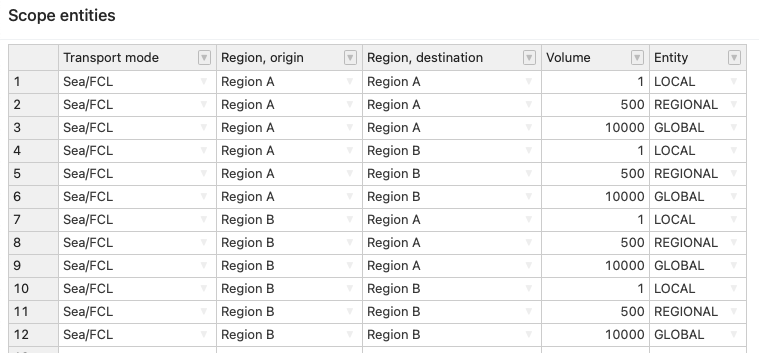 Scope entities
Transport mode Region, origin Region, destination Volume Entity
1 Sea/FCL Region A Region A 1 LOCAL
2 Sea/FCL Region A Region A 500 REGIONAL
3 Sea/FCL Region A Region A 10000 GLOBAL
4 Sea/FCL Region A Region B 1 LOCAL
5 Sea/FCL Region A Region B 500 REGIONAL
6 Sea/FCL Region A Region B 10000 GLOBAL
7 Sea/FCL Region B Region A 1 LOCAL
8 Sea/FCL Region B Region A 500 REGIONAL
9 Sea/FCL Region B Region A 10000 GLOBAL
10 Sea/FCL Region B Region B 1 LOCAL
11 Sea/FCL Region B Region B 500 REGIONAL
12 Sea/FCL Region B Region B 10000 GLOBAL